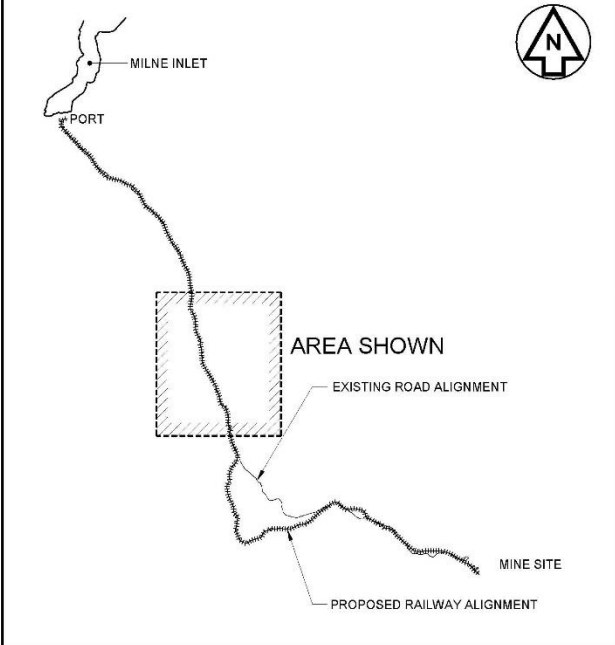 N
MILNE INLET
PORT
AREA SHOWN
EXISTING ROAD ALIGNMENT
MINE SITE
PROPOSED RAILWAY ALIGNMENT